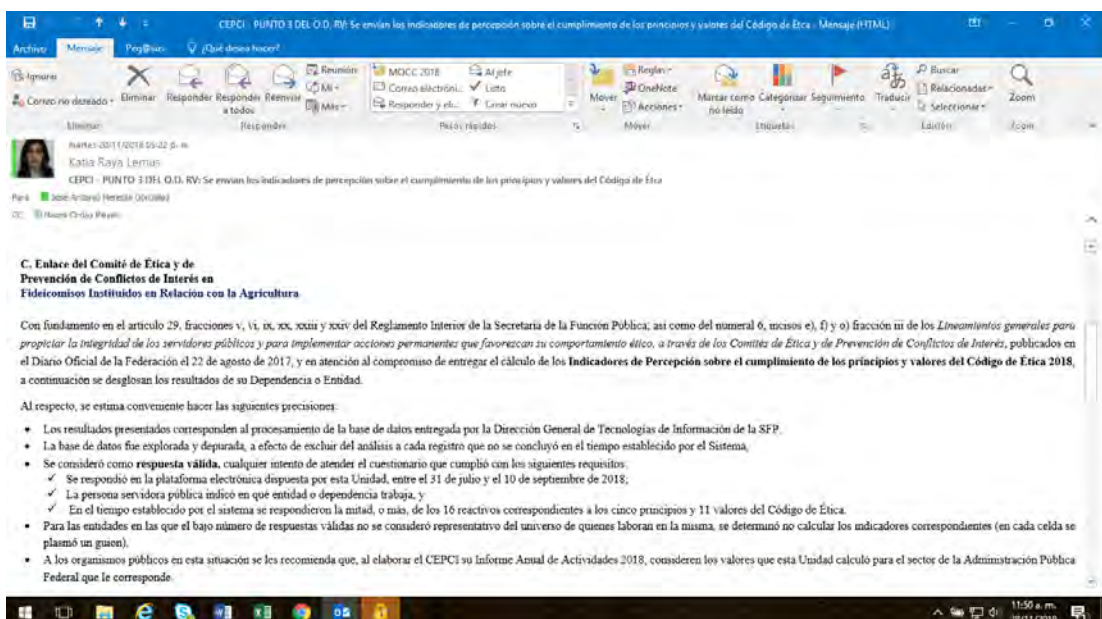 CEPCI - PUNTO 3 DEL O.D. RV: Se envían los indicadores de percepción sobre el cumplimiento de los principios y valores del Código de Ética - Mensaje (HTML)
Archivo Mensaje ¿Qué desea hacer?
Ignorar
Correo no deseado
Eliminar
Responder
Responder a todos
Reenviar
Reunión
MI
Más
MOCC 2018
Correo electróni...
Responder y eli...
Al jefe
Listo
Crear nuevo
Mover
Reglas
OneNote
Acciones
Marcar como no leído
Categorizar
Seguimiento
Traducir
Buscar
Relacionadas
Seleccionar
Zoom
Eliminar Responder Pasos rápidos Mover Etiquetas Edición Zoom
martes 20/11/2018 05:22 p. m.
Katia Raya Lemus
CEPCI - PUNTO 3 DEL O.D. RV: Se envían los indicadores de percepción sobre el cumplimiento de los principios y valores del Código de Ética
Para José Antonio
CC
C. Enlace del Comité de Ética y de
Prevención de Conflictos de Interés en
Fideicomisos Instituidos en Relación con la Agricultura
Con fundamento en el artículo 29, fracciones v, vi, ix, xx, xxiii y xxiv del Reglamento Interior de la Secretaría de la Función Pública; así como del numeral 6, incisos e), f) y o) fracción iii de los Lineamientos generales para
propiciar la integridad de los servidores públicos y para implementar acciones permanentes que favorezcan su comportamiento ético, a través de los Comités de Ética y de Prevención de Conflictos de Interés, publicados en
el Diario Oficial de la Federación el 22 de agosto de 2017, y en atención al compromiso de entregar el cálculo de los Indicadores de Percepción sobre el cumplimiento de los principios y valores del Código de Ética 2018,
a continuación se desglosan los resultados de su Dependencia o Entidad.
Al respecto, se estima conveniente hacer las siguientes precisiones:
• Los resultados presentados corresponden al procesamiento de la base de datos entregada por la Dirección General de Tecnologías de Información de la SFP.
• La base de datos fue explorada y depurada, a efecto de excluir del análisis a cada registro que no se concluyó en el tiempo establecido por el Sistema,
• Se consideró como respuesta válida, cualquier intento de atender el cuestionario que cumplió con los siguientes requisitos:
✓ Se respondió en la plataforma electrónica dispuesta por esta Unidad, entre el 31 de julio y el 10 de septiembre de 2018;
✓ La persona servidora pública indicó en qué entidad o dependencia trabaja, y
✓ En el tiempo establecido por el sistema se respondieron la mitad, o más, de los 16 reactivos correspondientes a los cinco principios y 11 valores del Código de Ética.
• Para las entidades en las que el bajo número de respuestas válidas no se consideró representativo del universo de quienes laboran en la misma, se determinó no calcular los indicadores correspondientes (en cada celda se
plasmó un guion).
• A los organismos públicos en esta situación se les recomienda que, al elaborar el CEPCI su Informe Anual de Actividades 2018, consideren los valores que esta Unidad calculó para el sector de la Administración Pública
Federal que le corresponde.
11:50 a. m.